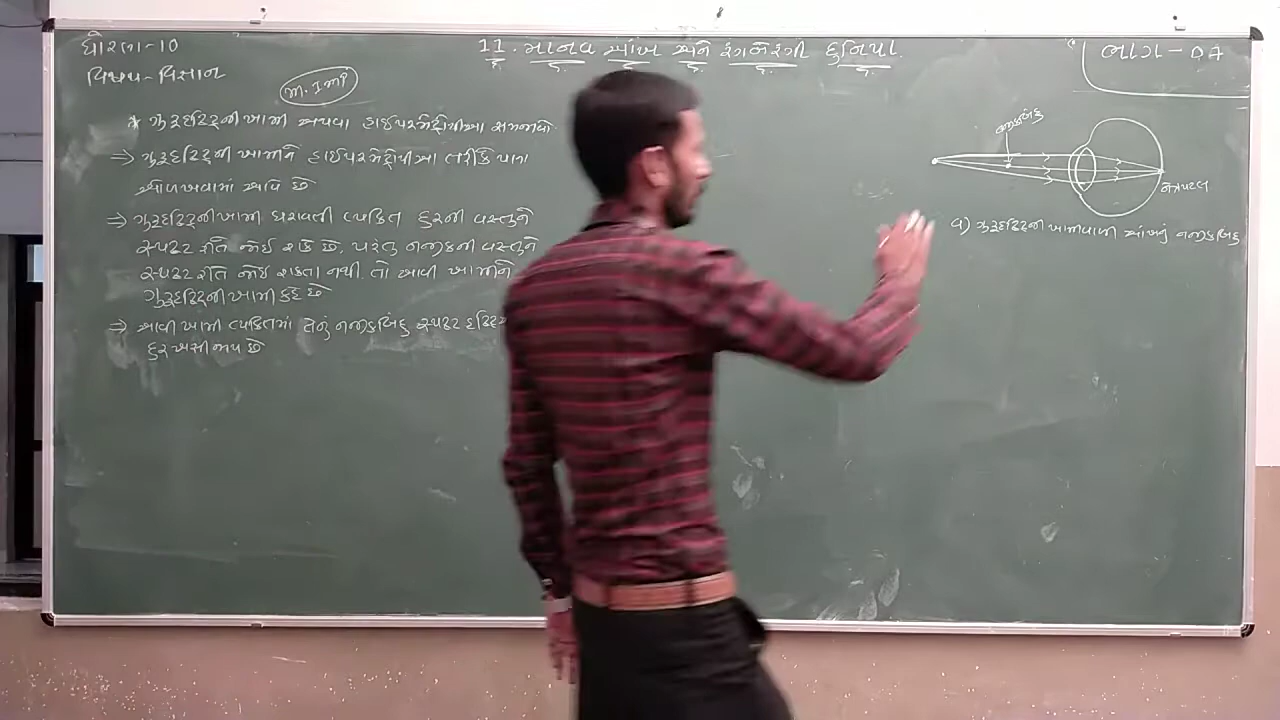 ધોરણ-10
વિષય-વિજ્ઞાન
11. માનવ આંખ અને રંગબેરંગી દુનિયા.
ભાગ-0A
M. IMP
* ગુરુદ્રષ્ટિની ખામી અથવા હાઈપરમેટ્રોપીઆ સમજાવો.
⇒ ગુરુદ્રષ્ટિની ખામીને હાઈપરમેટ્રોપીઆ તરીકે પણ
ઓળખવામાં આવે છે
⇒ ગુરુદ્રષ્ટિની ખામી ધરાવતી વ્યક્તિ દુરની વસ્તુને
સ્પષ્ટ રીતે જોઈ શકે છે. પરંતુ નજીકની વસ્તુને
સ્પષ્ટ રીતે જોઈ શકતા નથી. તો આવી ખામીને
ગુરુદ્રષ્ટિની ખામી કહે છે
⇒ આવી ખામી વ્યક્તિમાં તેનું નજીકબિંદુ સ્પષ્ટ
દુર ખસી જાય છે
નજીકબિંદુ
નેત્રપટલ
a) ગુરુદ્રષ્ટિની ખામીવાળી આંખનું નજીકબિંદુ